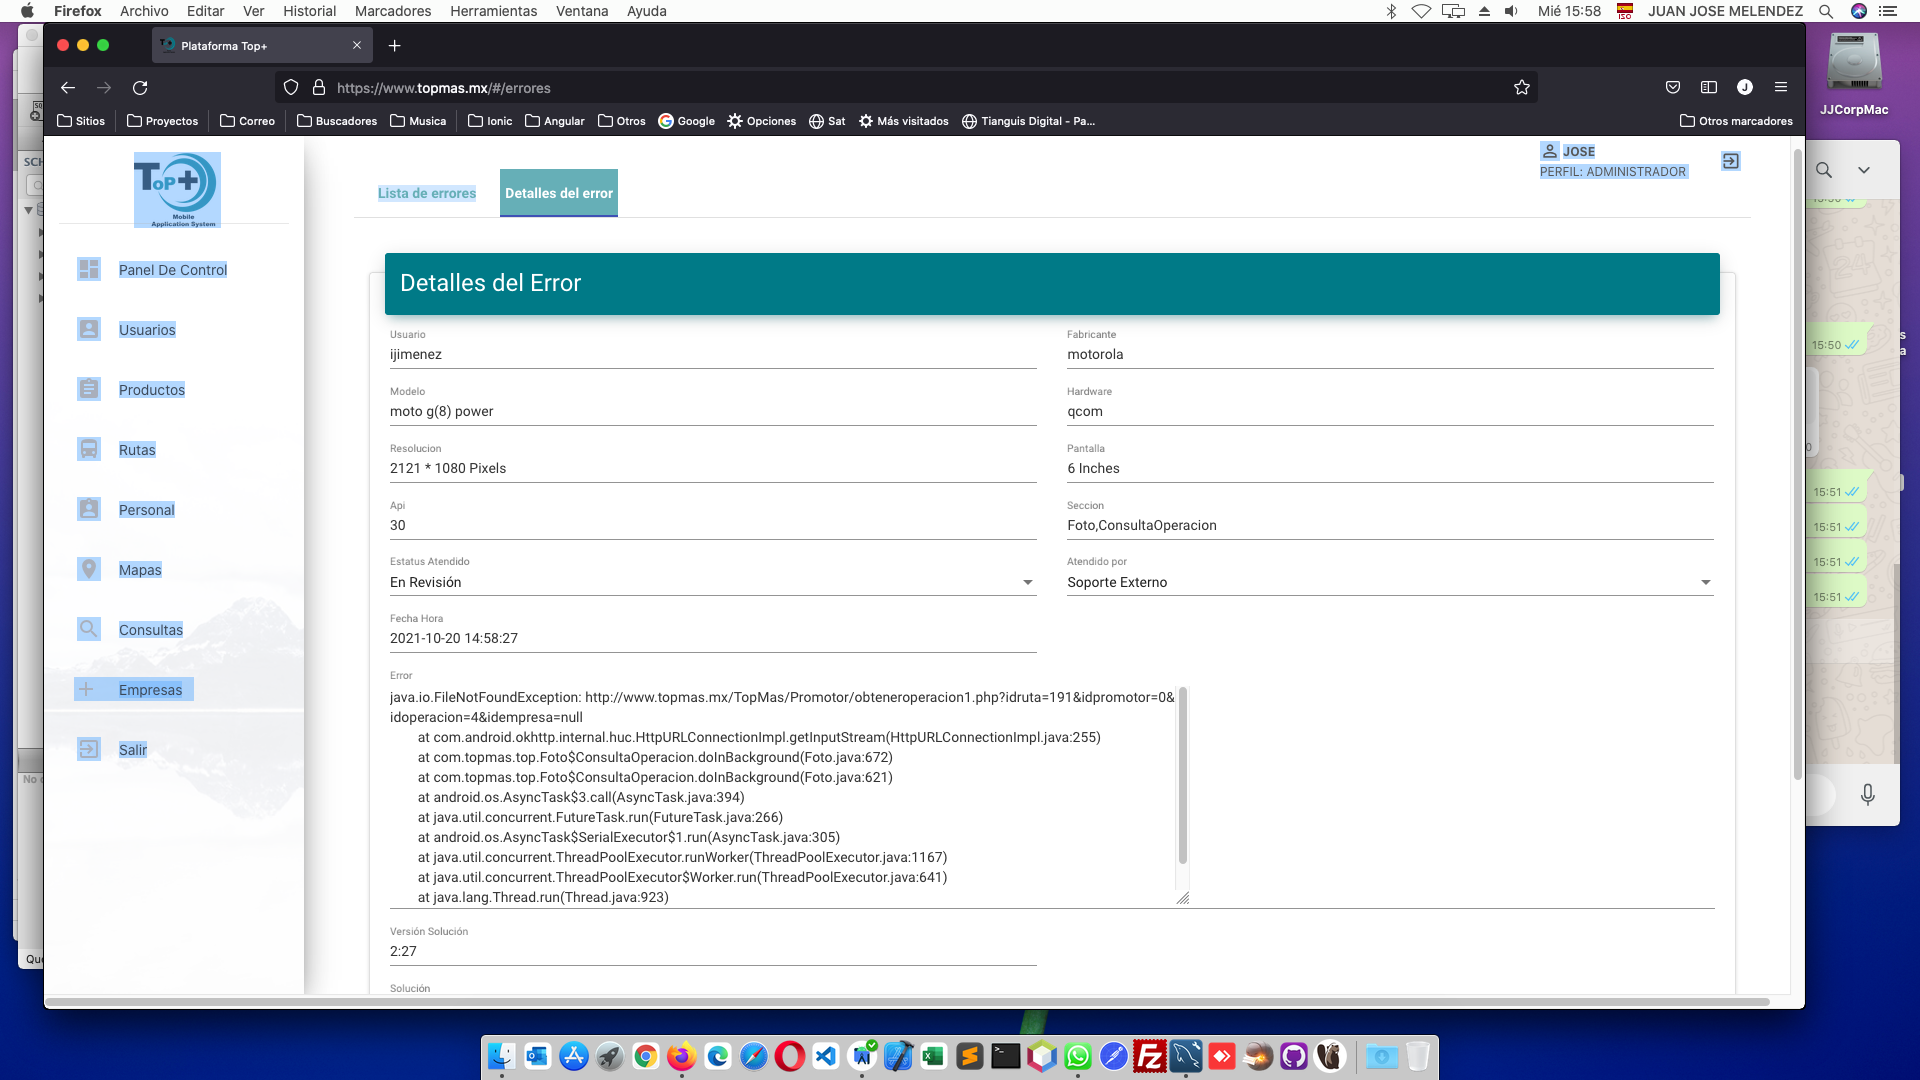 Firefox Archivo Editar Ver Historial Marcadores Herramientas Ventana Ayuda
Mié 15:58 ISO JUAN JOSE MELENDEZ
Plataforma Top+
https://www.topmas.mx/#/errores
Sitios Proyectos Correo Buscadores Musica Ionic Angular Otros Google Opciones Sat Más visitados Tianguis Digital - Pa... Otros marcadores
JJCorpMac
SCH
TOP+
Mobile
Application System
JOSE
PERFIL: ADMINISTRADOR
Lista de errores Detalles del error
Panel De Control
Usuarios
Productos
Rutas
Personal
Mapas
Consultas
Empresas
Salir
Detalles del Error
Usuario
ijimenez
Fabricante
motorola
Modelo
moto g(8) power
Hardware
qcom
Resolucion
2121 * 1080 Pixels
Pantalla
6 Inches
Api
30
Seccion
Foto,ConsultaOperacion
Estatus Atendido
En Revisión
Atendido por
Soporte Externo
Fecha Hora
2021-10-20 14:58:27
Error
java.io.FileNotFoundException: http://www.topmas.mx/TopMas/Promotor/obteneroperacion1.php?idruta=191&idpromotor=0&
idoperacion=4&idempresa=null
at com.android.okhttp.internal.huc.HttpURLConnectionImpl.getInputStream(HttpURLConnectionImpl.java:255)
at com.topmas.top.Foto$ConsultaOperacion.doInBackground(Foto.java:672)
at com.topmas.top.Foto$ConsultaOperacion.doInBackground(Foto.java:621)
at android.os.AsyncTask$3.call(AsyncTask.java:394)
at java.util.concurrent.FutureTask.run(FutureTask.java:266)
at android.os.AsyncTask$SerialExecutor$1.run(AsyncTask.java:305)
at java.util.concurrent.ThreadPoolExecutor.runWorker(ThreadPoolExecutor.java:1167)
at java.util.concurrent.ThreadPoolExecutor$Worker.run(ThreadPoolExecutor.java:641)
at java.lang.Thread.run(Thread.java:923)
Versión Solución
2:27
Solución
15:50
15:51
15:51
15:51
15:51
No
Que